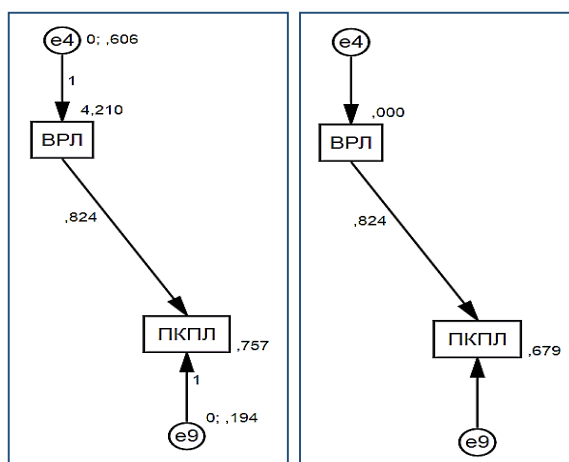 e4
0; ,606
1
4,210
ВРЛ
,824
ПКПЛ
,757
1
0; ,194
e9
e4
,000
ВРЛ
,824
ПКПЛ
,679
e9